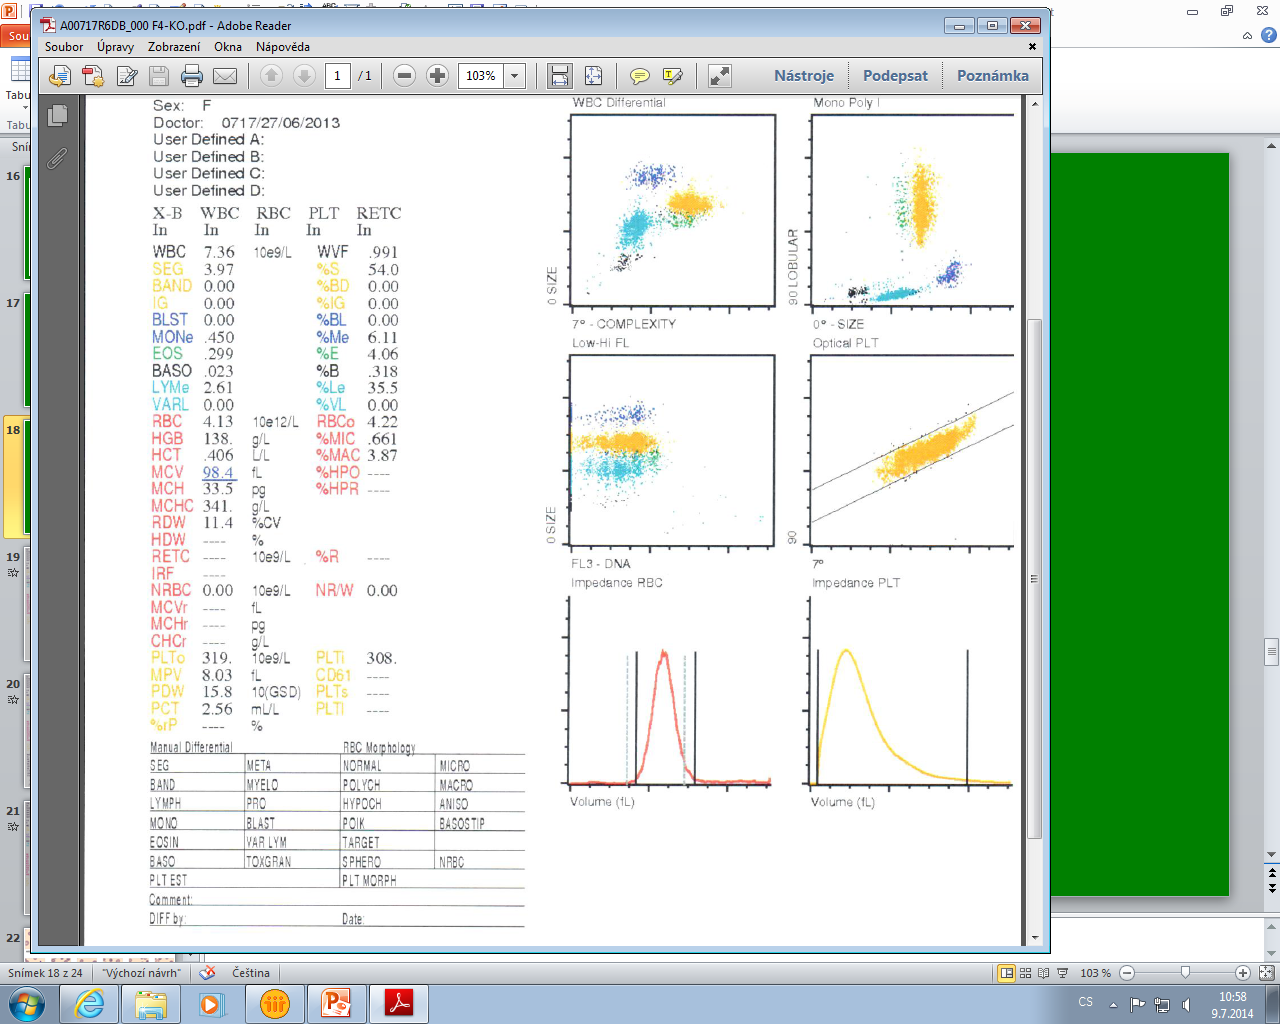 A00717R6DB_000 F4-KO.pdf - Adobe Reader
Soubor Úpravy Zobrazení Okna Nápověda
1 / 1 103% Nástroje Podepsat Poznámka
Sex: F
Doctor: 0717/27/06/2013
User Defined A:
User Defined B:
User Defined C:
User Defined D:
X-B WBC RBC PLT RETC
In In In In In
WBC 7.36 10e9/L WVF .991
SEG 3.97 %S 54.0
BAND 0.00 %BD 0.00
IG 0.00 %IG 0.00
BLST 0.00 %BL 0.00
MONe .450 %Me 6.11
EOS .299 %E 4.06
BASO .023 %B .318
LYMe 2.61 %Le 35.5
VARL 0.00 %VL 0.00
RBC 4.13 10e12/L RBCo 4.22
HGB 138. g/L %MIC .661
HCT .406 L/L %MAC 3.87
MCV 98.4 fL %HPO ----
MCH 33.5 pg %HPR ----
MCHC 341. g/L
RDW 11.4 %CV
HDW ---- %
RETC ---- 10e9/L %R ----
IRF ----
NRBC 0.00 10e9/L NR/W 0.00
MCVr ---- fL
MCHr ---- pg
CHCr ---- g/L
PLTo 319. 10e9/L PLTi 308.
MPV 8.03 fL CD61 ----
PDW 15.8 10(GSD) PLTs ----
PCT 2.56 mL/L PLTI ----
%rP ---- %
Manual Differential RBC Morphology
SEG META NORMAL MICRO
BAND MYELO POLYCH MACRO
LYMPH PRO HYPOCH ANISO
MONO BLAST POIK BASOSTIP
EOSIN VAR LYM TARGET
BASO TOXGRAN SPHERO NRBC
PLT EST PLT MORPH
Comment:
DIFF by: Date:
WBC Differential
0 SIZE
7° - COMPLEXITY
Mono Poly I
90 LOBULAR
0° - SIZE
Low-Hi FL
0 SIZE
FL3 - DNA
Optical PLT
90
7°
Impedance RBC
Volume (fL)
Impedance PLT
Volume (fL)
Sou
Tabu
Tabu
Sní
16
17
18
19
20
21
22
Snímek 18 z 24 "Výchozí návrh" Čeština 103 %
CS 10:58
9.7.2014